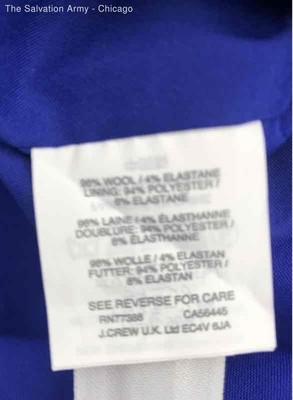 The Salvation Army - Chicago
96% WOOL / 4% ELASTANE
LINING: 94% POLYESTER /
6% ELASTANE
96% LAINE / 4% ELASTHANNE
DOUBLURE: 94% POLYESTER /
6% ELASTHANNE
96% WOLLE / 4% ELASTAN
FUTTER: 94% POLYESTER /
6% ELASTAN
SEE REVERSE FOR CARE
RN77388 CA56445
J.CREW U.K. Ltd EC4V 6JA